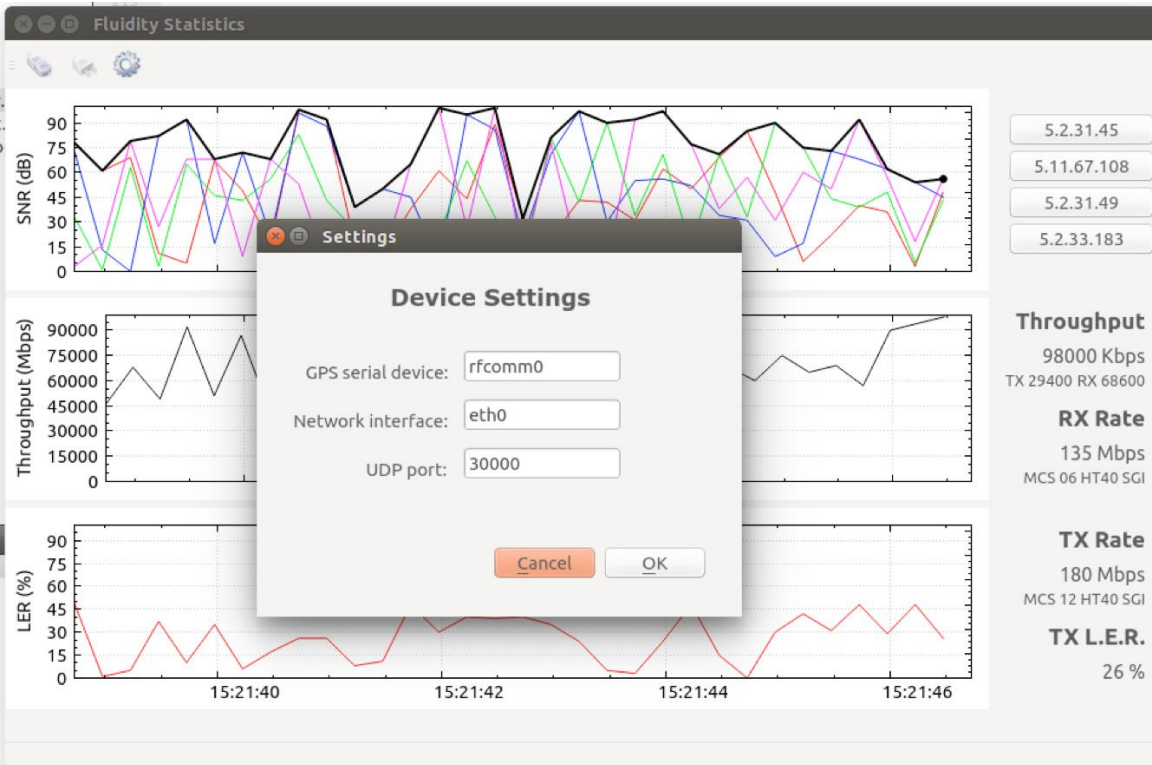 Fluidity Statistics
90
75
60
45
30
15
0
SNR (dB)
5.2.31.45
5.11.67.108
5.2.31.49
5.2.33.183
Settings
Device Settings
GPS serial device: rfcomm0
Network interface: eth0
UDP port: 30000
Cancel OK
90000
75000
60000
45000
30000
15000
0
Throughput (Mbps)
Throughput
98000 Kbps
TX 29400 RX 68600
RX Rate
135 Mbps
MCS 06 HT40 SGI
90
75
60
45
30
15
0
LER (%)
15:21:40 15:21:42 15:21:44 15:21:46
TX Rate
180 Mbps
MCS 12 HT40 SGI
TX L.E.R.
26 %